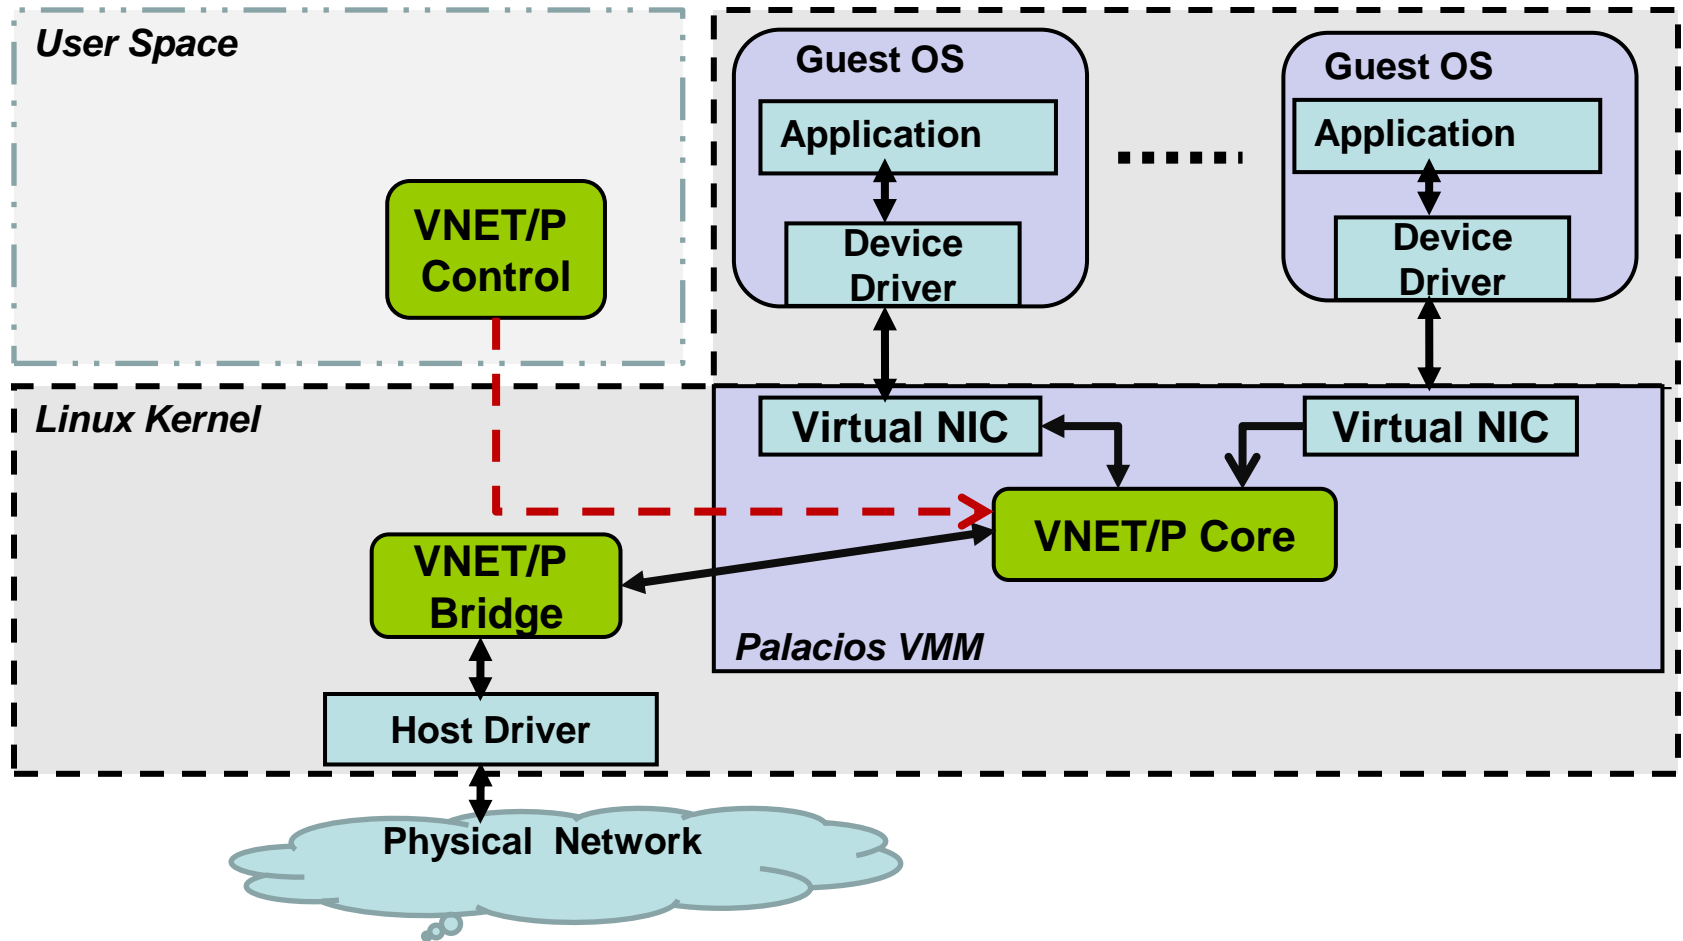 User Space
Guest OS
Guest OS
Application
Application
VNET/P
Control
Device
Driver
Device
Driver
Linux Kernel
Virtual NIC
Virtual NIC
VNET/P Core
VNET/P
Bridge
Palacios VMM
Host Driver
Physical Network